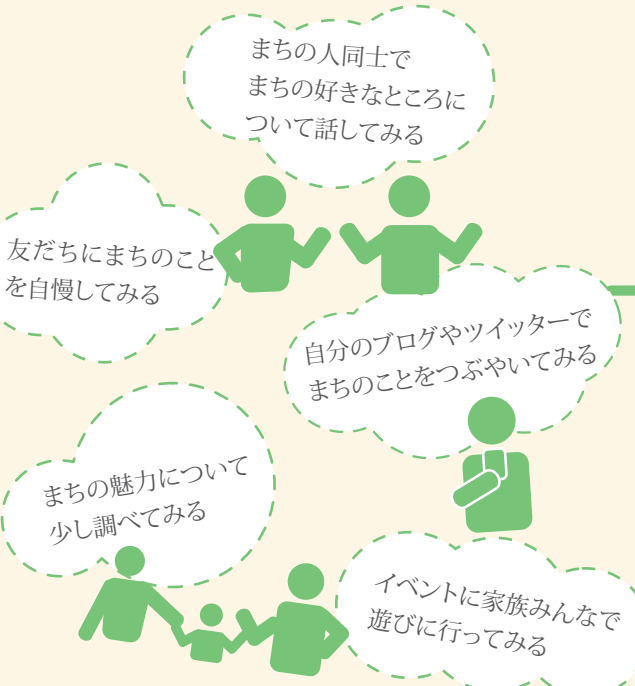 まちの人同士で
まちの好きなところに
ついて話してみる
友だちにまちのこと
を自慢してみる
自分のブログやツイッターで
まちのことをつぶやいてみる
まちの魅力について
少し調べてみる
イベントに家族みんなで
遊びに行ってみる